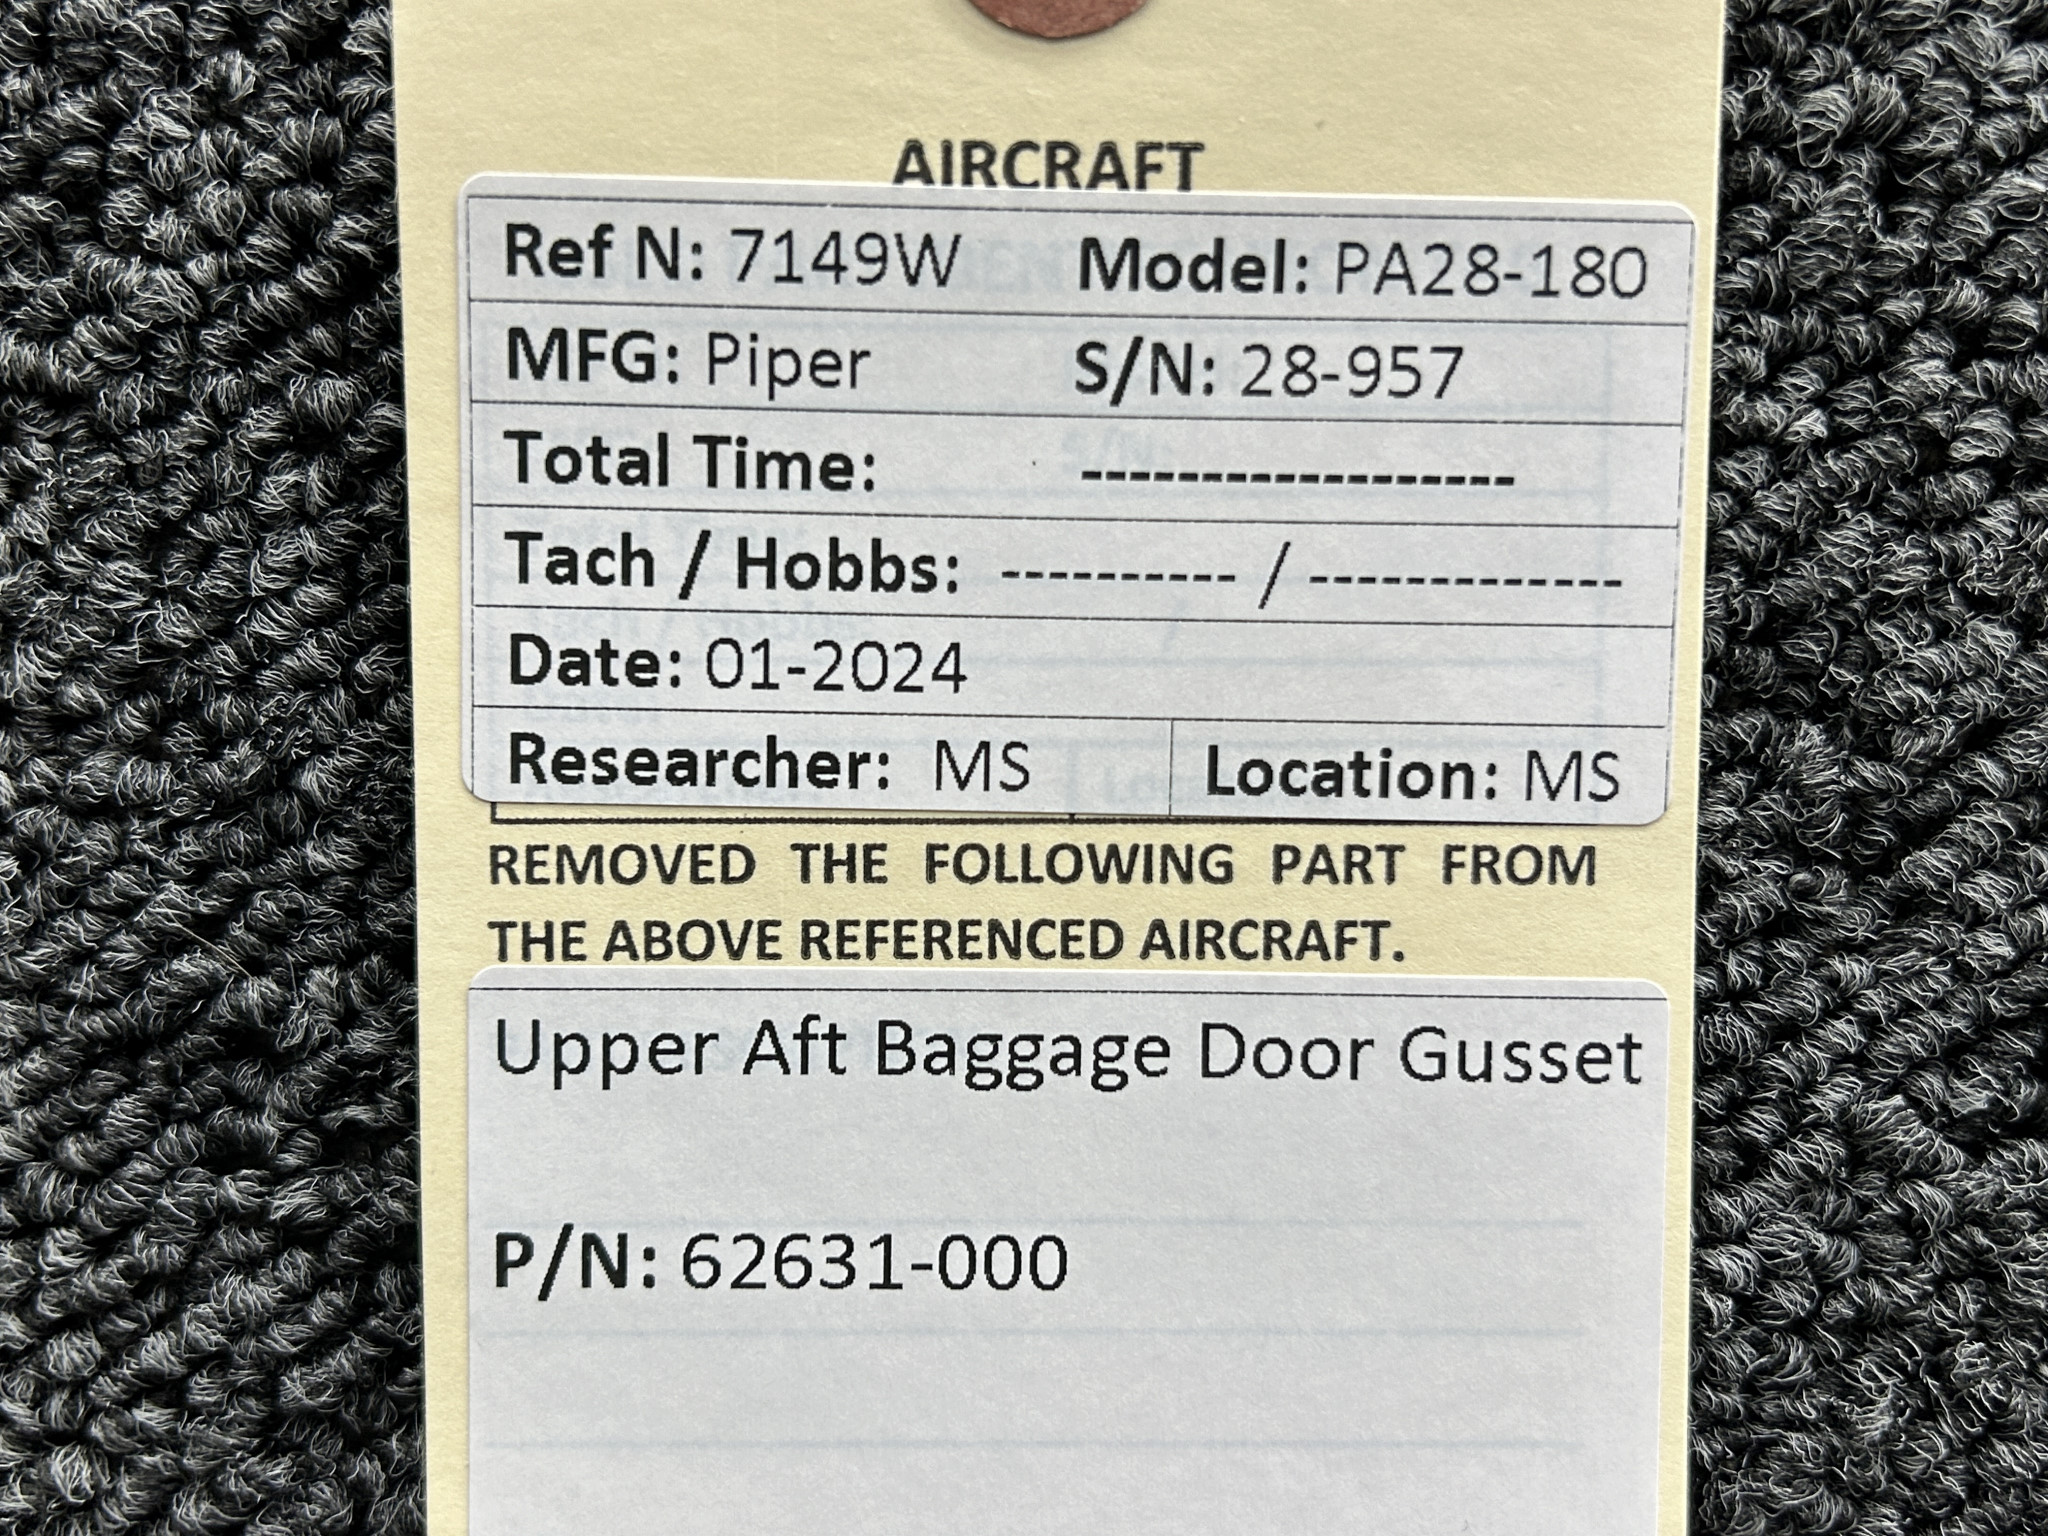 AIRCRAFT
Ref N: 7149W Model: PA28-180
MFG: Piper S/N: 28-957
Total Time: ------------------
Tach / Hobbs: ---------- / -------------
Date: 01-2024
Researcher: MS Location: MS
REMOVED THE FOLLOWING PART FROM
THE ABOVE REFERENCED AIRCRAFT.
Upper Aft Baggage Door Gusset
P/N: 62631-000